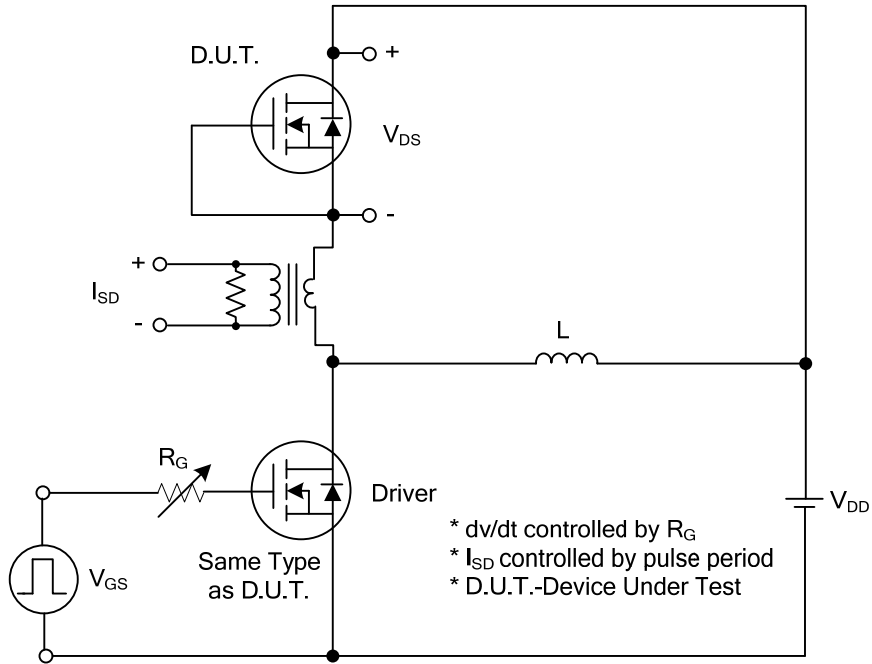 D.U.T.
+
VDS
-
+
ISD
-
L
RG
Driver
VDD
Same Type
as D.U.T.
VGS
* dv/dt controlled by RG
* ISD controlled by pulse period
* D.U.T.-Device Under Test